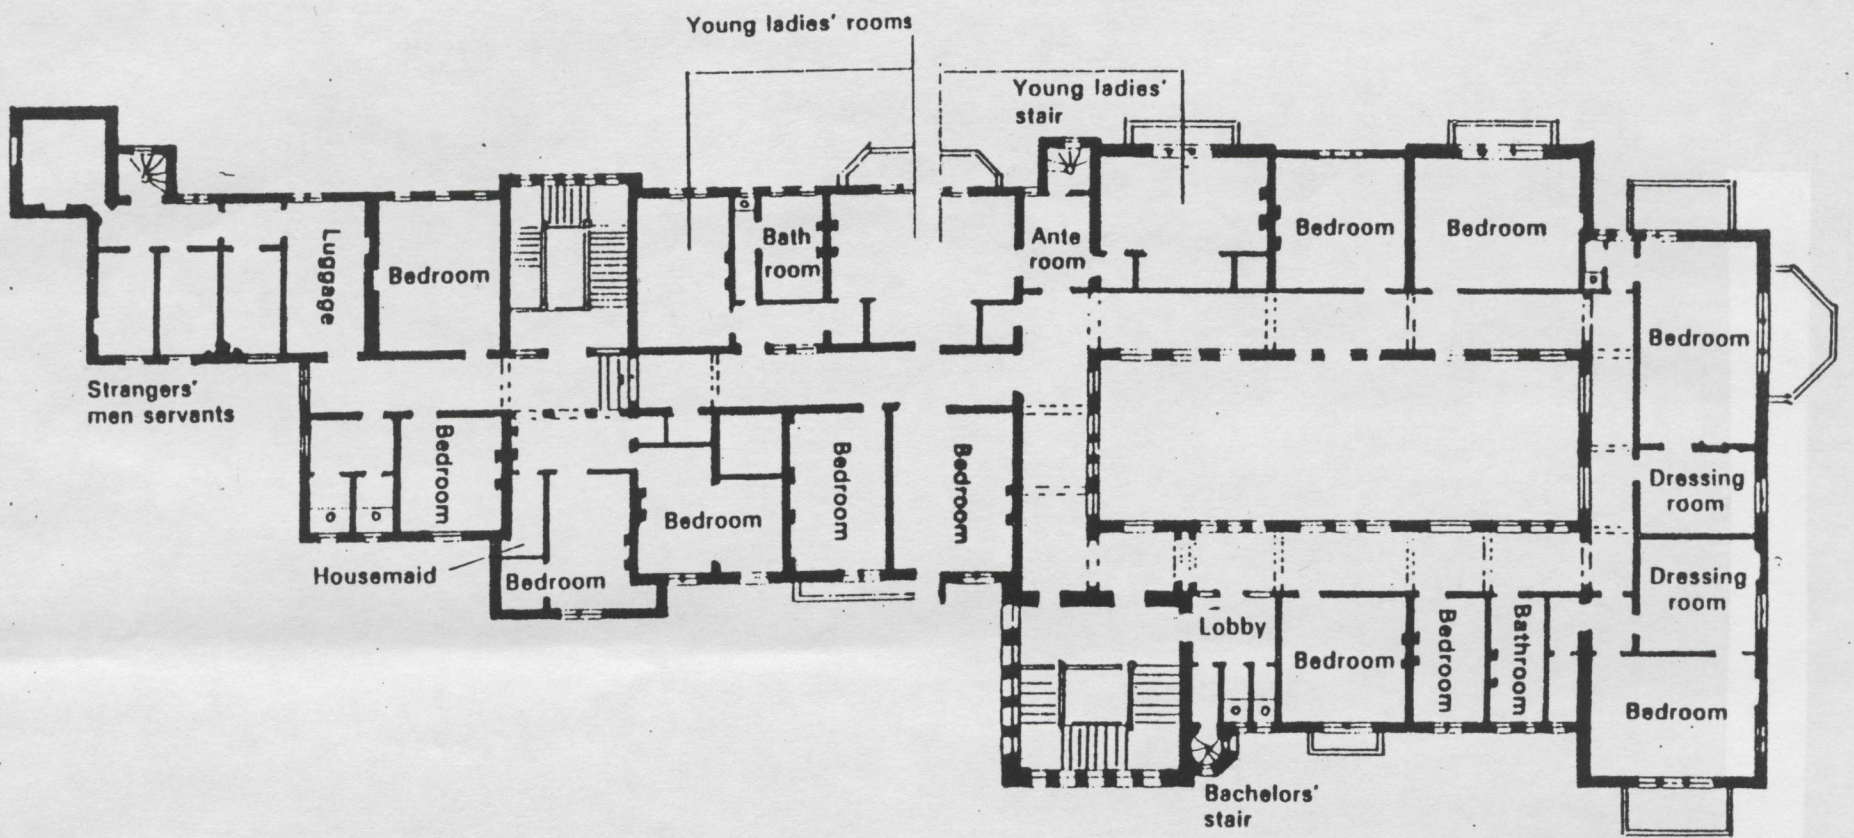 Young ladies' rooms
Young ladies'
stair
Luggage
Bedroom
Bath
room
Ante
room
Bedroom
Bedroom
Bedroom
Strangers'
men servants
Bedroom
Bedroom
Bedroom
Bedroom
Dressing
room
Housemaid
Bedroom
Dressing
room
Lobby
Bedroom
Bedroom
Bathroom
Bedroom
Bachelors'
stair